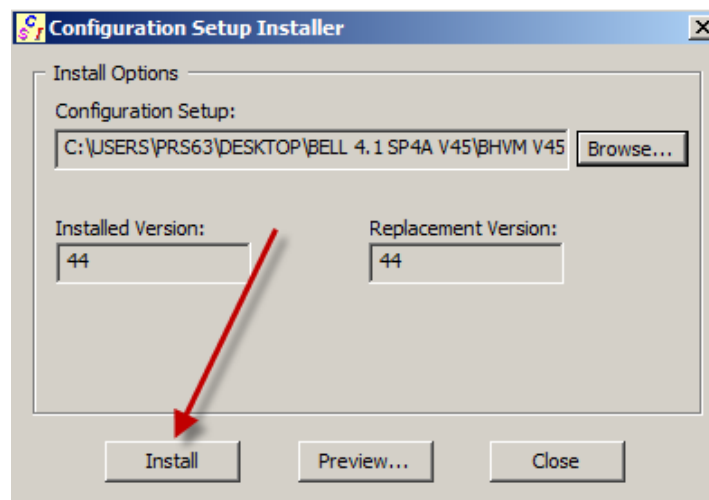 Configuration Setup Installer
Install Options
Configuration Setup:
C:\USERS\PRS63\DESKTOP\BELL 4.1 SP4A V45\BHVM V45
Browse...
Installed Version:
Replacement Version:
44
44
Install
Preview...
Close